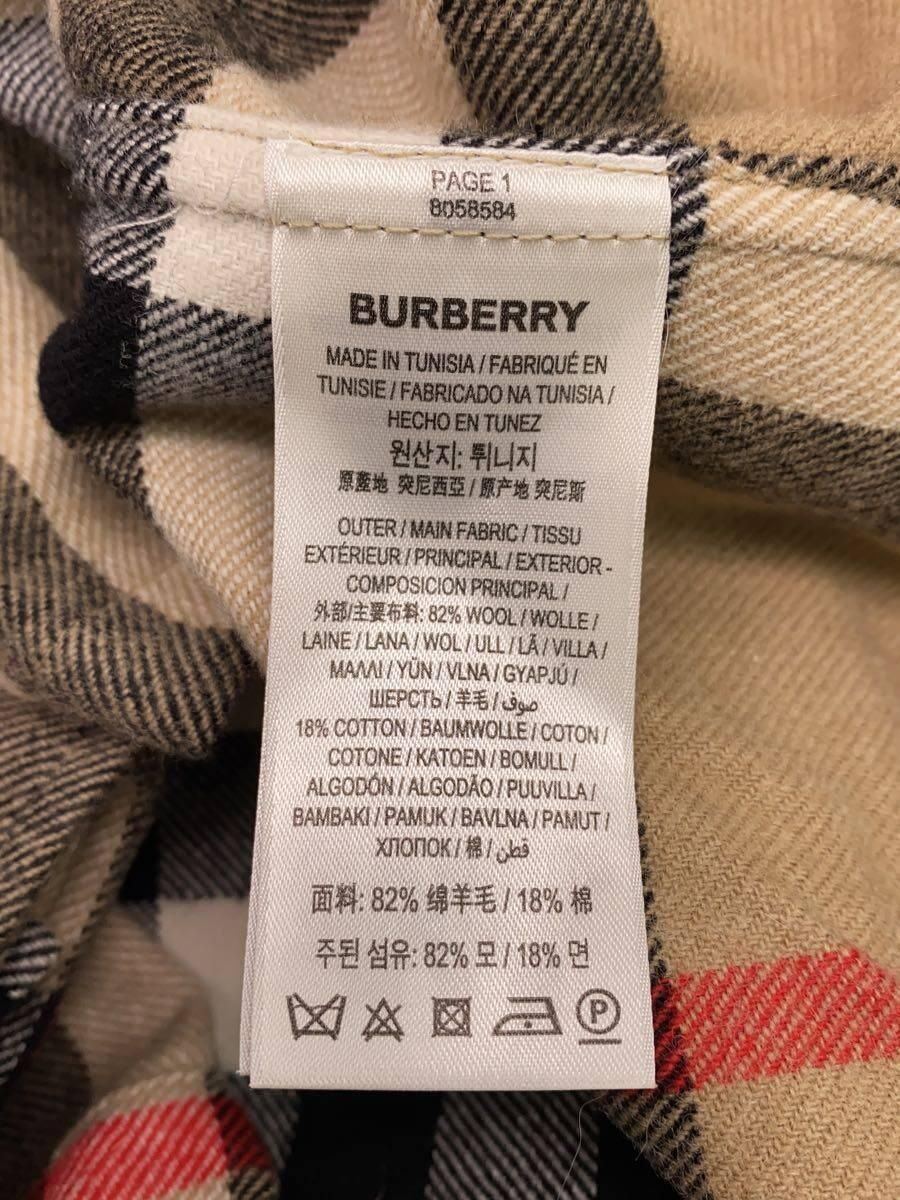 PAGE 1
8058584
BURBERRY
MADE IN TUNISIA / FABRIQUÉ EN
TUNISIE / FABRICADO NA TUNISIA /
HECHO EN TUNEZ
원산지: 튀니지
原產地 突尼西亞 / 原产地 突尼斯
OUTER / MAIN FABRIC / TISSU
EXTÉRIEUR / PRINCIPAL / EXTERIOR -
COMPOSICION PRINCIPAL /
外部/主要布料: 82% WOOL / WOLLE /
LAINE / LANA / WOL / ULL / LÃ / VILLA /
ΜΑΛΛΙ / YÜN / VLNA / GYAPJÚ /
ШЕРСТЬ / 羊毛 / صوف
18% COTTON / BAUMWOLLE / COTON /
COTONE / KATOEN / BOMULL /
ALGODÓN / ALGODÃO / PUUVILLA /
BAMBAKI / PAMUK / BAVLNA / PAMUT /
ХЛОПОК / 棉 / قطن
面料: 82% 绵羊毛 / 18% 棉
주된 섬유: 82% 모 / 18% 면
P